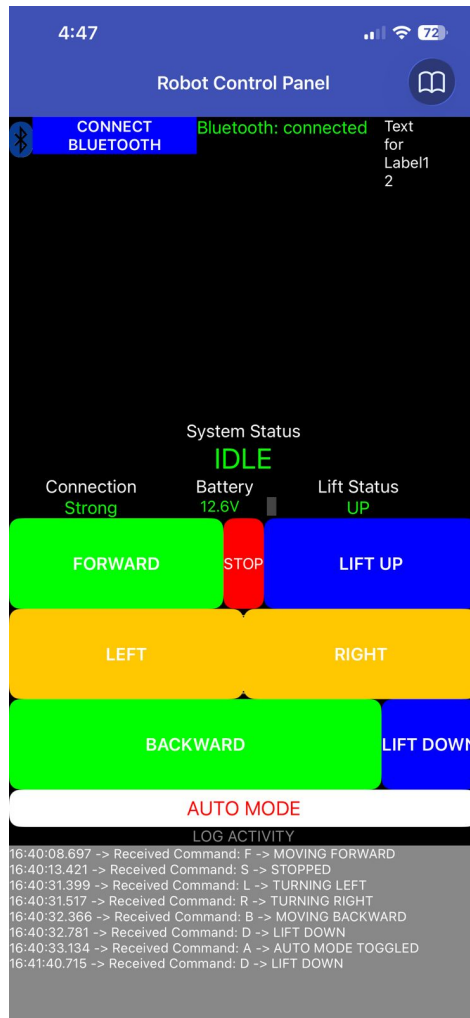 4:47
72
Robot Control Panel
CONNECT
BLUETOOTH
Bluetooth: connected
Text
for
Label1
2
System Status
IDLE
Connection
Battery
Lift Status
Strong
12.6V
UP
FORWARD
STOP
LIFT UP
LEFT
RIGHT
BACKWARD
LIFT DOWN
AUTO MODE
LOG ACTIVITY
16:40:08.697 -> Received Command: F -> MOVING FORWARD
16:40:13.421 -> Received Command: S -> STOPPED
16:40:31.399 -> Received Command: L -> TURNING LEFT
16:40:31.517 -> Received Command: R -> TURNING RIGHT
16:40:32.366 -> Received Command: B -> MOVING BACKWARD
16:40:32.781 -> Received Command: D -> LIFT DOWN
16:40:33.134 -> Received Command: A -> AUTO MODE TOGGLED
16:41:40.715 -> Received Command: D -> LIFT DOWN